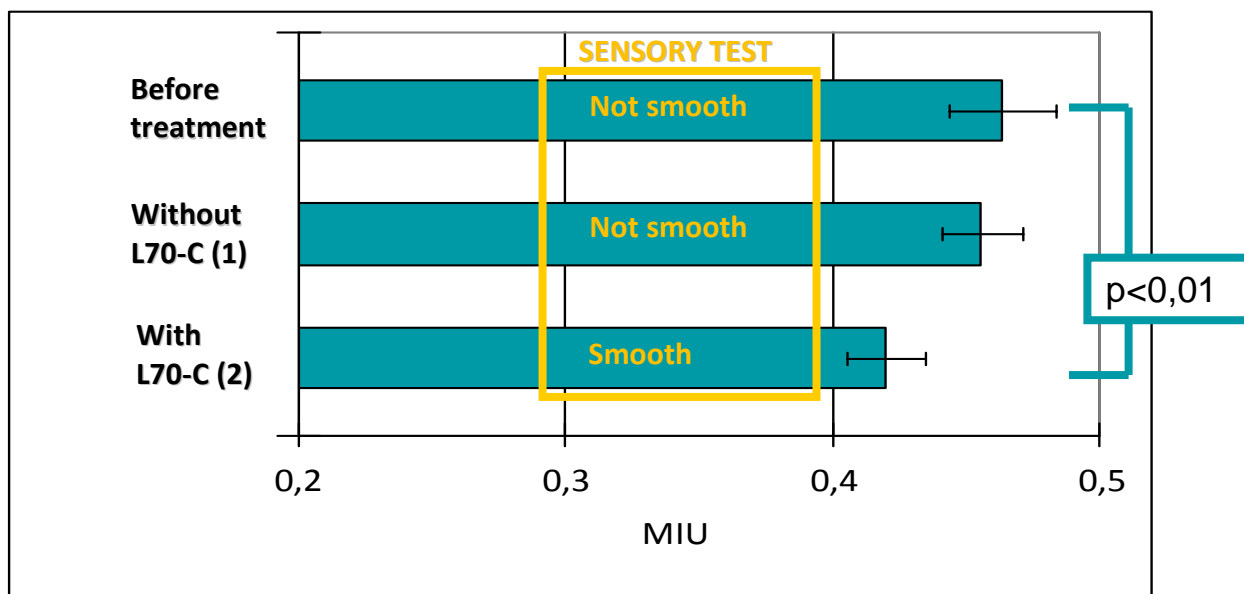 SENSORY TEST
Before
treatment
Not smooth
Without
L70-C (1)
Not smooth
With
L70-C (2)
Smooth
p<0,01
0,2
0,3
0,4
0,5
MIU